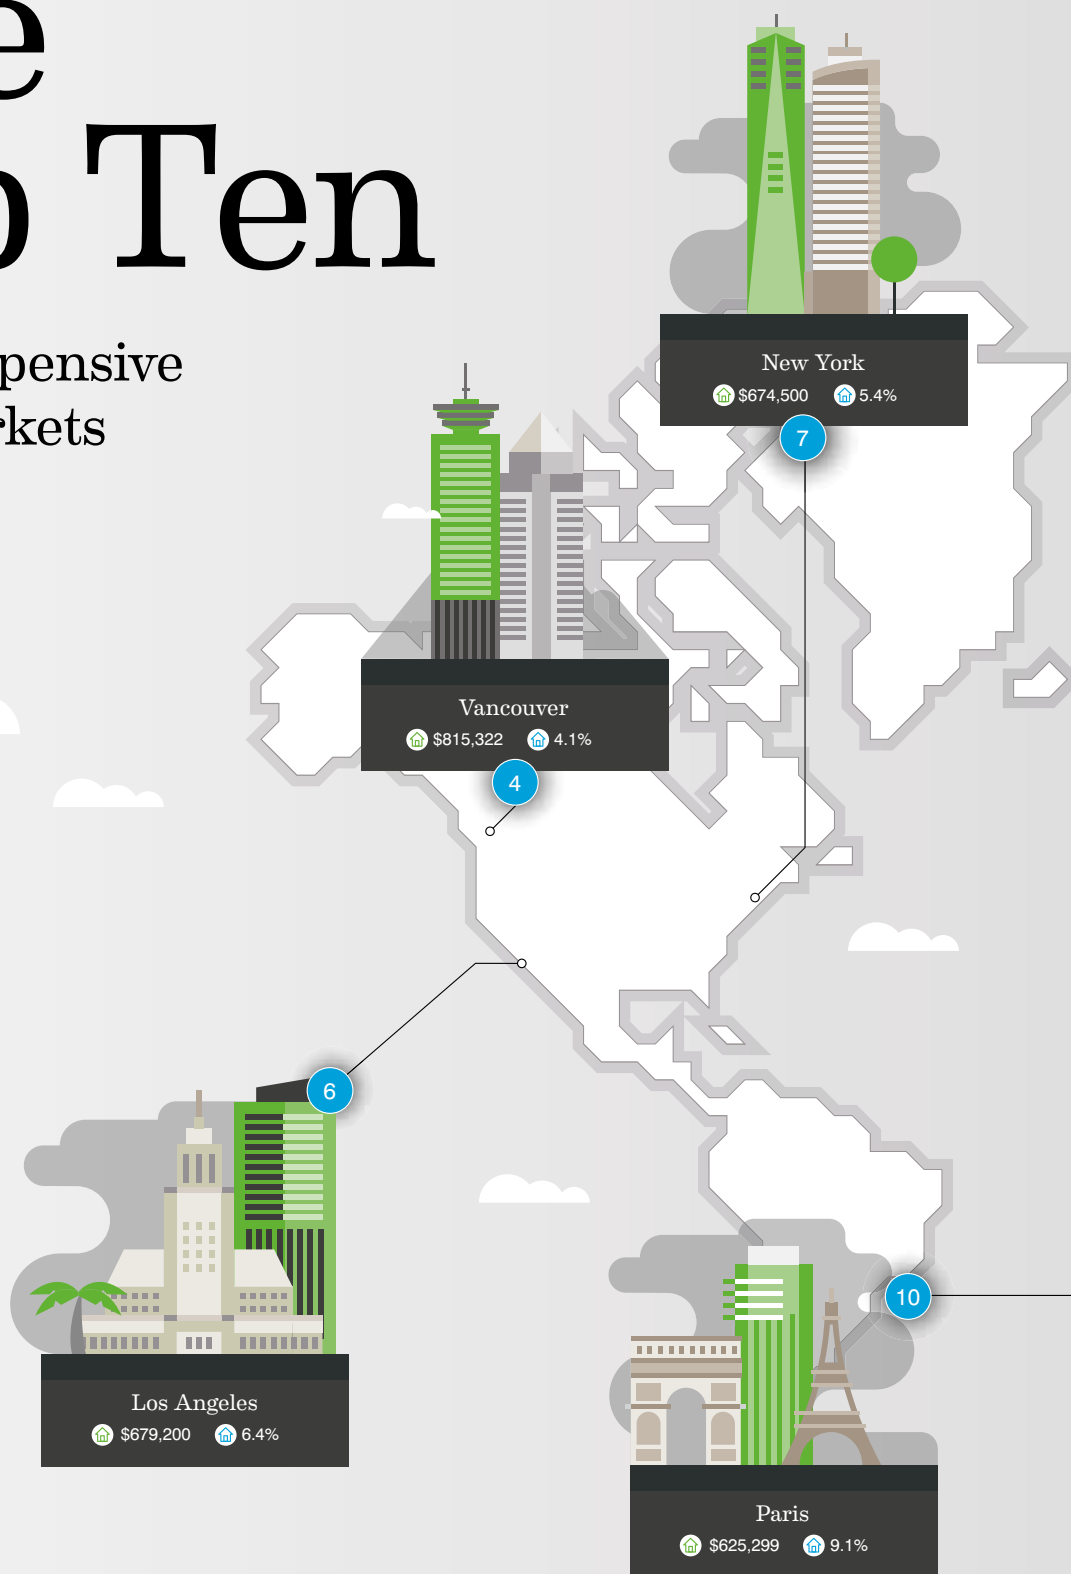 e
p Ten
pensive
rkets
New York
$674,500 5.4%
7
Vancouver
$815,322 4.1%
4
6
Los Angeles
$679,200 6.4%
10
Paris
$625,299 9.1%